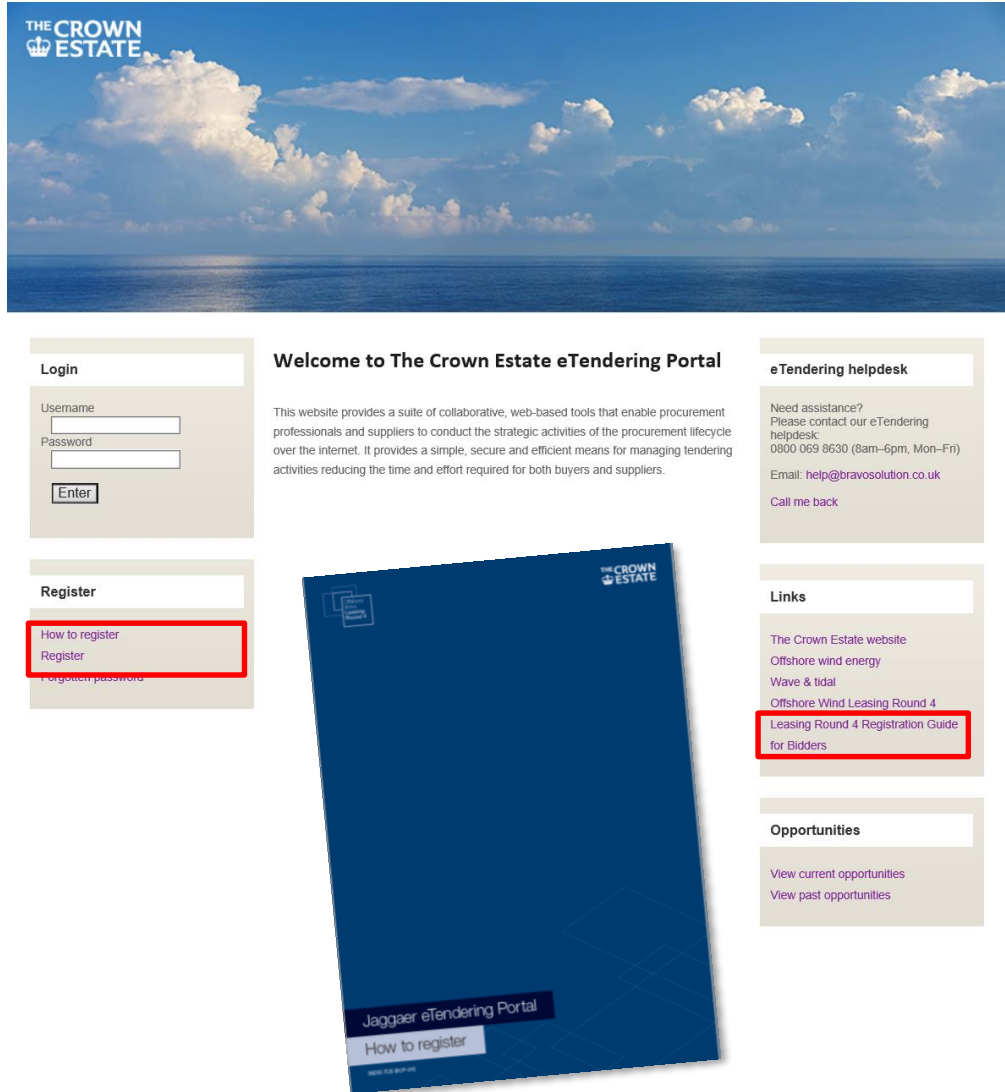 THE CROWN
ESTATE
Login
Username
Password
Enter
Register
How to register
Register
Forgotten password
Welcome to The Crown Estate eTendering Portal
This website provides a suite of collaborative, web-based tools that enable procurement
professionals and suppliers to conduct the strategic activities of the procurement lifecycle
over the internet. It provides a simple, secure and efficient means for managing tendering
activities reducing the time and effort required for both buyers and suppliers.
THE CROWN
ESTATE
Offshore
Wind
Leasing
Round 4
Jaggaer eTendering Portal
How to register
eTendering helpdesk
Need assistance?
Please contact our eTendering
helpdesk:
0800 069 8630 (8am–6pm, Mon–Fri)
Email: help@bravosolution.co.uk
Call me back
Links
The Crown Estate website
Offshore wind energy
Wave & tidal
Offshore Wind Leasing Round 4
Leasing Round 4 Registration Guide
for Bidders
Opportunities
View current opportunities
View past opportunities